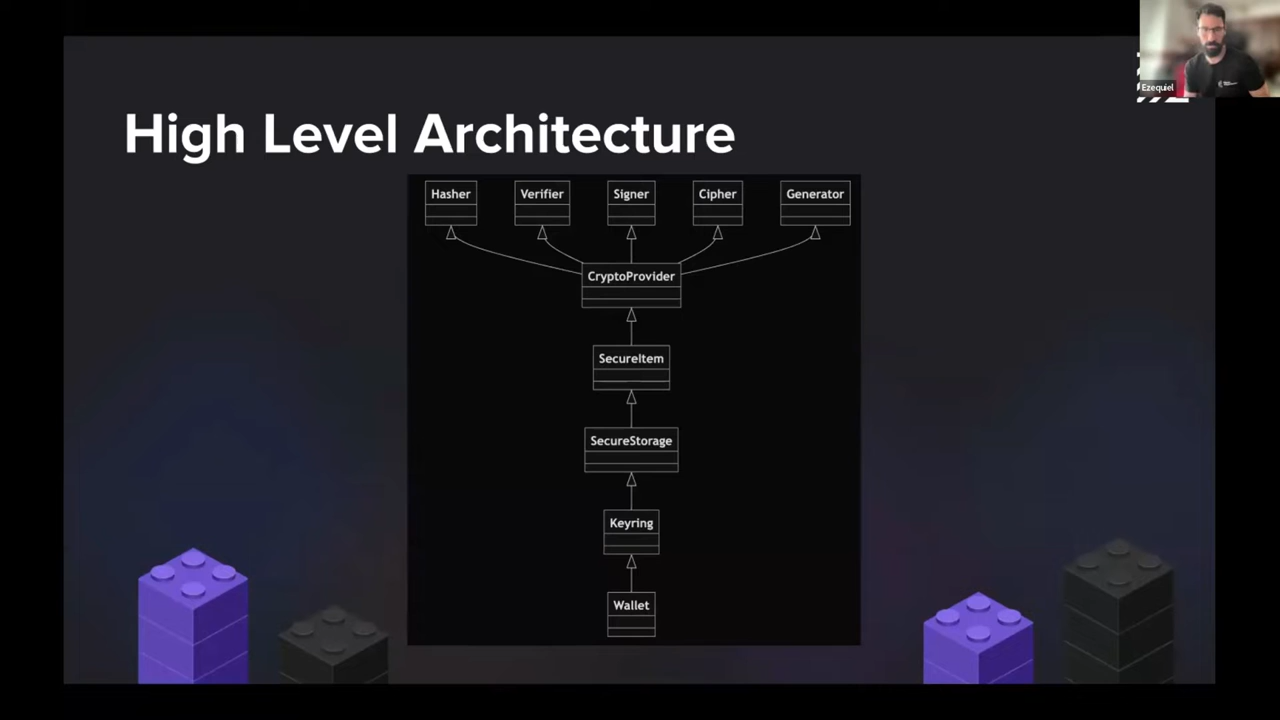 Ezequiel
High Level Architecture
Hasher Verifier Signer Cipher Generator
CryptoProvider
SecureItem
SecureStorage
Keyring
Wallet